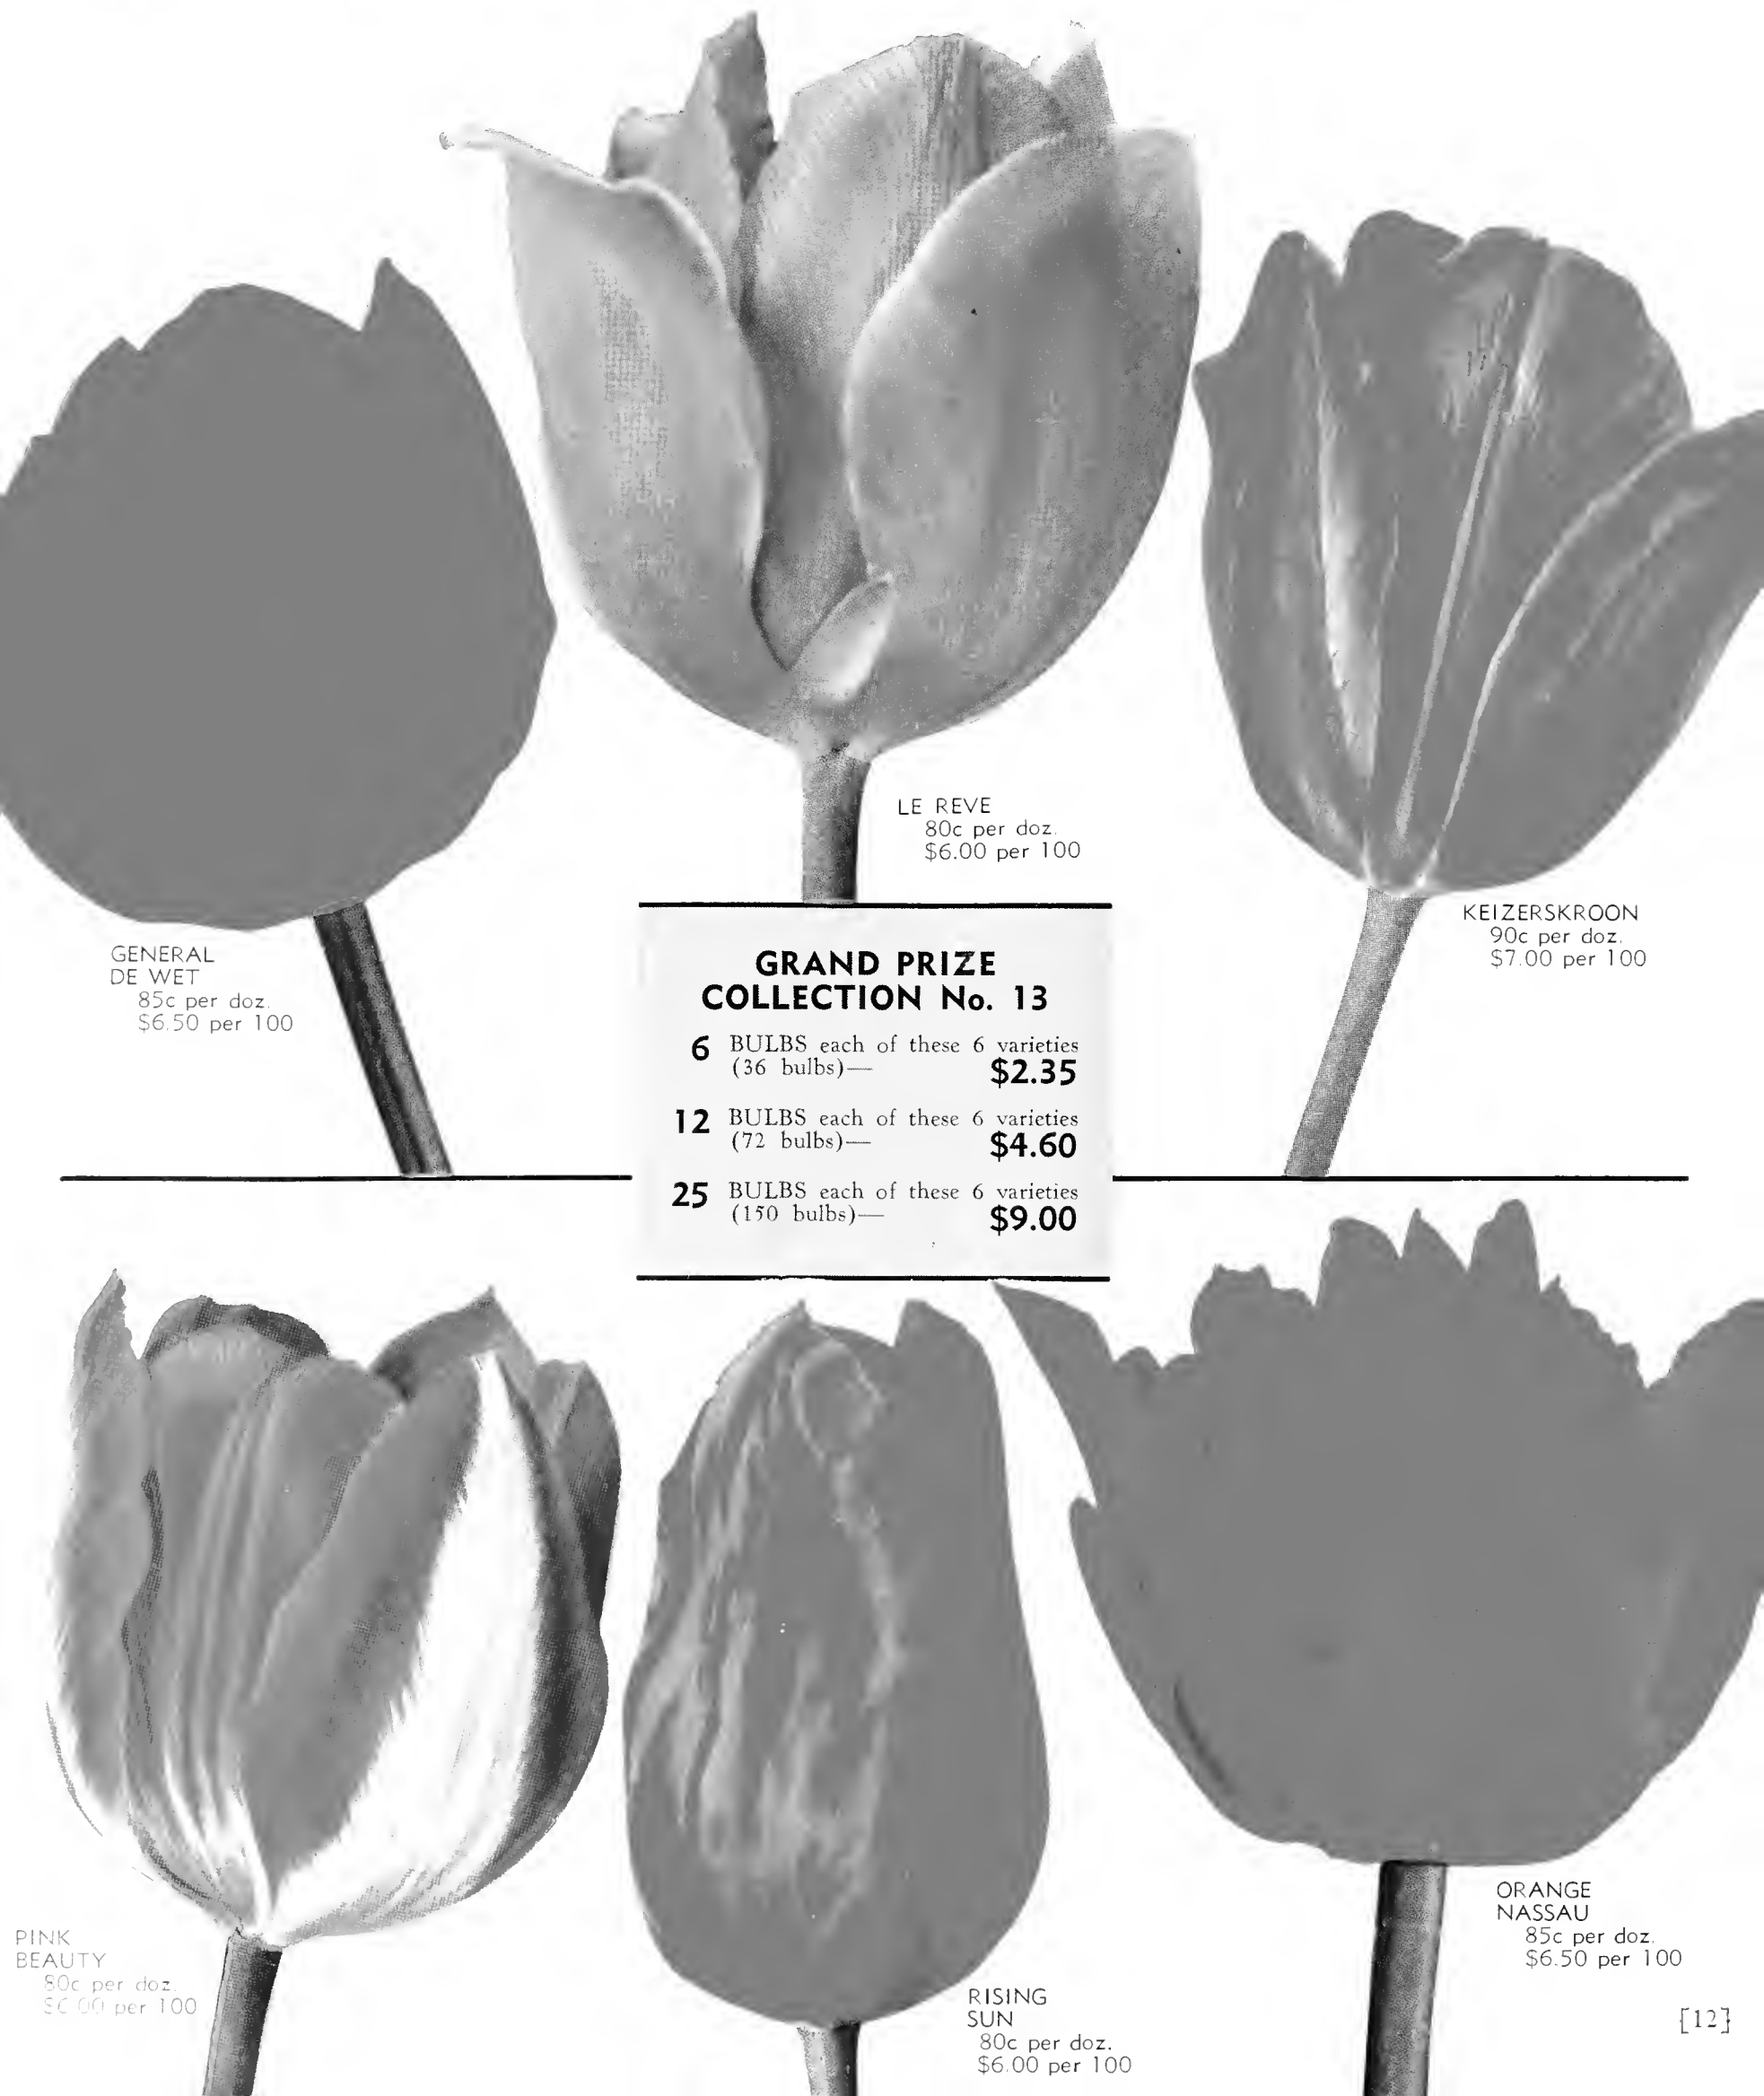 LE REVE
80c per doz.
$6.00 per 100
KEIZERSKROON
90c per doz.
$7.00 per 100
GENERAL
DE WET
85c per doz.
$6.50 per 100
GRAND PRIZE
COLLECTION No. 13
6 BULBS each of these 6 varieties
(36 bulbs)— $2.35
12 BULBS each of these 6 varieties
(72 bulbs)— $4.60
25 BULBS each of these 6 varieties
(150 bulbs)— $9.00
PINK
BEAUTY
80c per doz.
$6.00 per 100
RISING
SUN
80c per doz.
$6.00 per 100
ORANGE
NASSAU
85c per doz.
$6.50 per 100
[12]